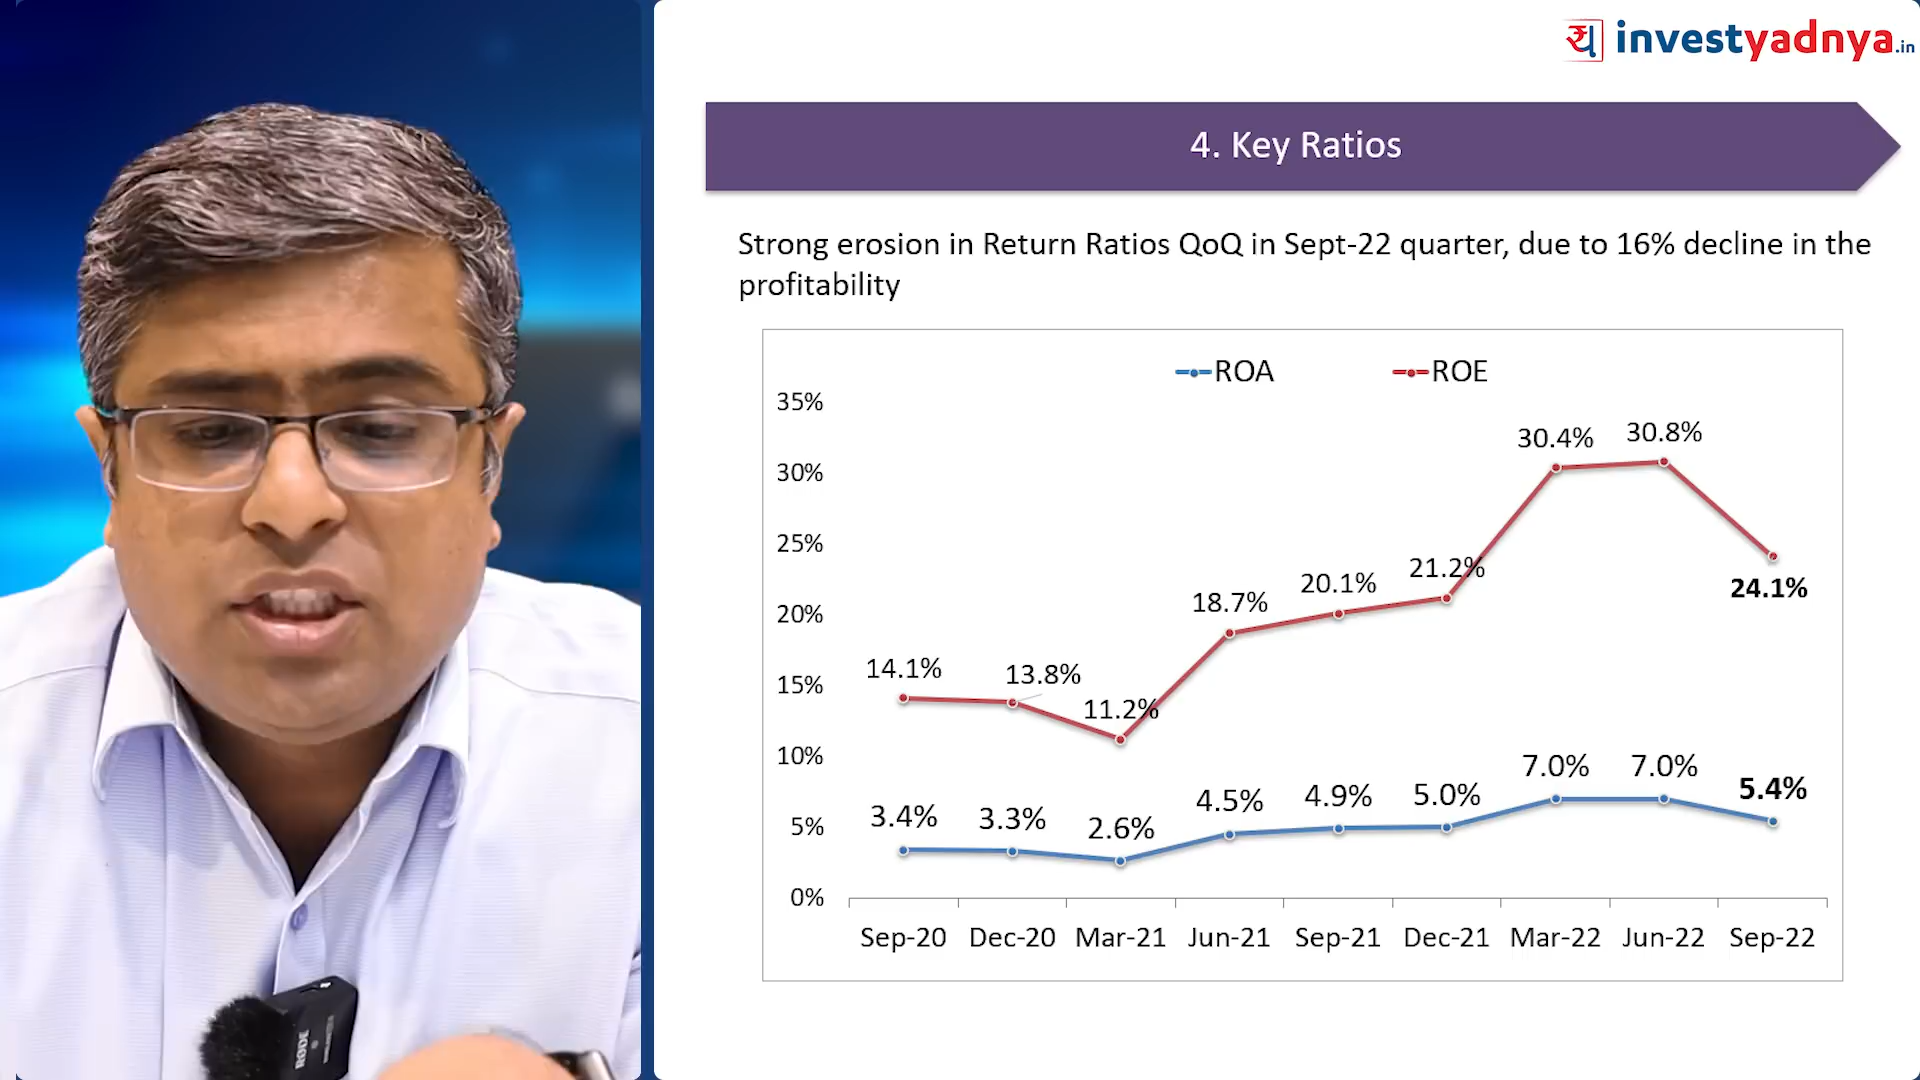 investyadnya.in
4. Key Ratios
Strong erosion in Return Ratios QoQ in Sept-22 quarter, due to 16% decline in the
profitability
ROA ROE
35%
30%
25%
20%
15%
10%
5%
0%
14.1% 13.8% 11.2% 18.7% 20.1% 21.2% 30.4% 30.8% 24.1%
3.4% 3.3% 2.6% 4.5% 4.9% 5.0% 7.0% 7.0% 5.4%
Sep-20 Dec-20 Mar-21 Jun-21 Sep-21 Dec-21 Mar-22 Jun-22 Sep-22
RØDE